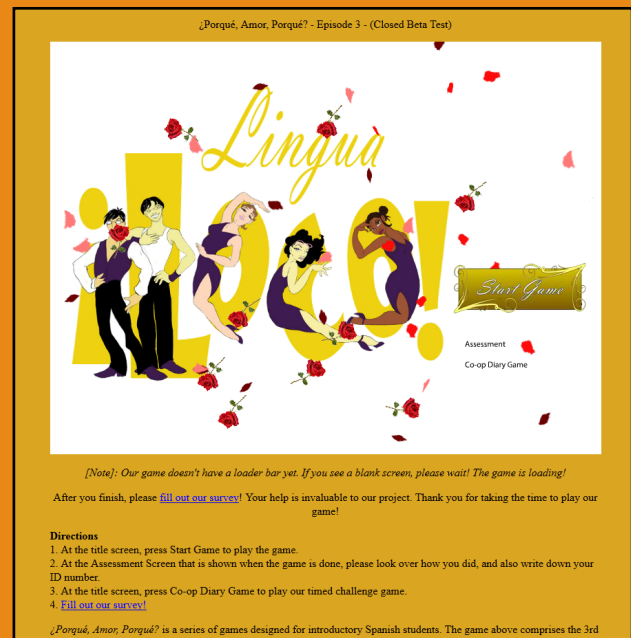 ¿Porqué, Amor, Porqué? - Episode 3 - (Closed Beta Test)
Lingua
¡loco!
Start Game
Assessment
Co-op Diary Game
[Note]: Our game doesn't have a loader bar yet. If you see a blank screen, please wait! The game is loading!
After you finish, please fill out our survey! Your help is invaluable to our project. Thank you for taking the time to play our
game!
Directions
1. At the title screen, press Start Game to play the game.
2. At the Assessment Screen that is shown when the game is done, please look over how you did, and also write down your
ID number.
3. At the title screen, press Co-op Diary Game to play our timed challenge game.
4. Fill out our survey!
¿Porqué, Amor, Porqué? is a series of games designed for introductory Spanish students. The game above comprises the 3rd